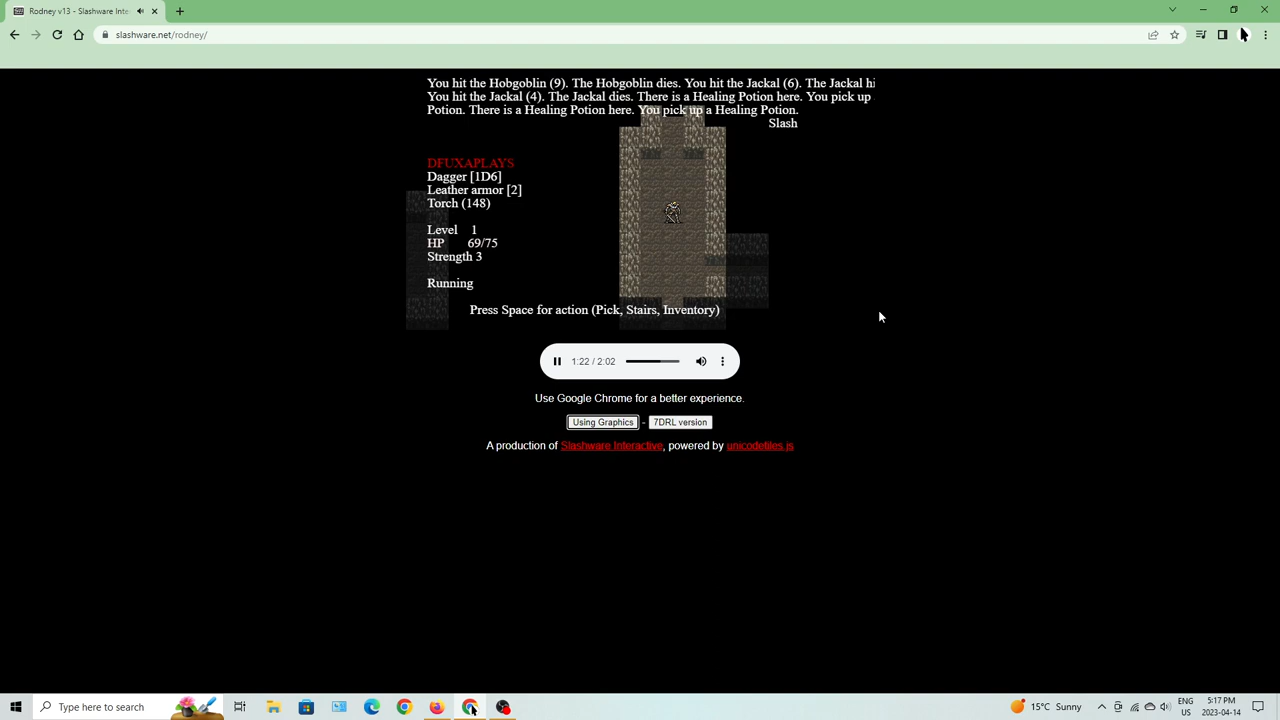 Rodney v13 - Slashware Inte
slashware.net/rodney/
You hit the Hobgoblin (9). The Hobgoblin dies. You hit the Jackal (6). The Jackal hi
You hit the Jackal (4). The Jackal dies. There is a Healing Potion here. You pick up
Potion. There is a Healing Potion here. You pick up a Healing Potion.
Slash
DFUXAPLAYS
Dagger [1D6]
Leather armor [2]
Torch (148)
Level 1
HP 69/75
Strength 3
Running
Press Space for action (Pick, Stairs, Inventory)
1:22 / 2:02
Use Google Chrome for a better experience.
Using Graphics - 7DRL version
A production of Slashware Interactive, powered by unicodetiles.js
Type here to search
15°C Sunny
ENG
US
5:17 PM
2023-04-14